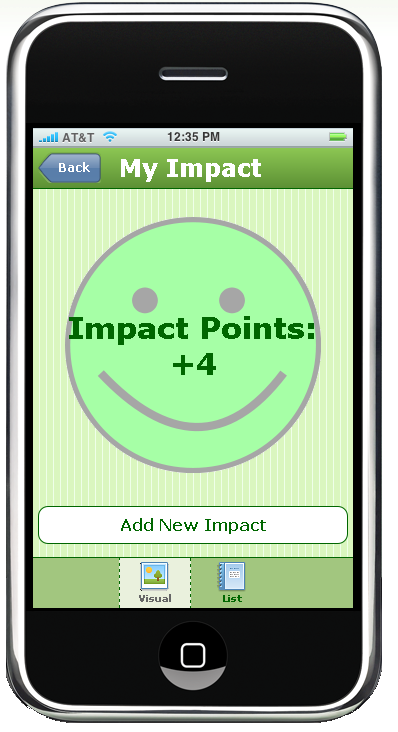 AT&T 12:35 PM
Back My Impact
Impact Points:
+4
Add New Impact
Visual List